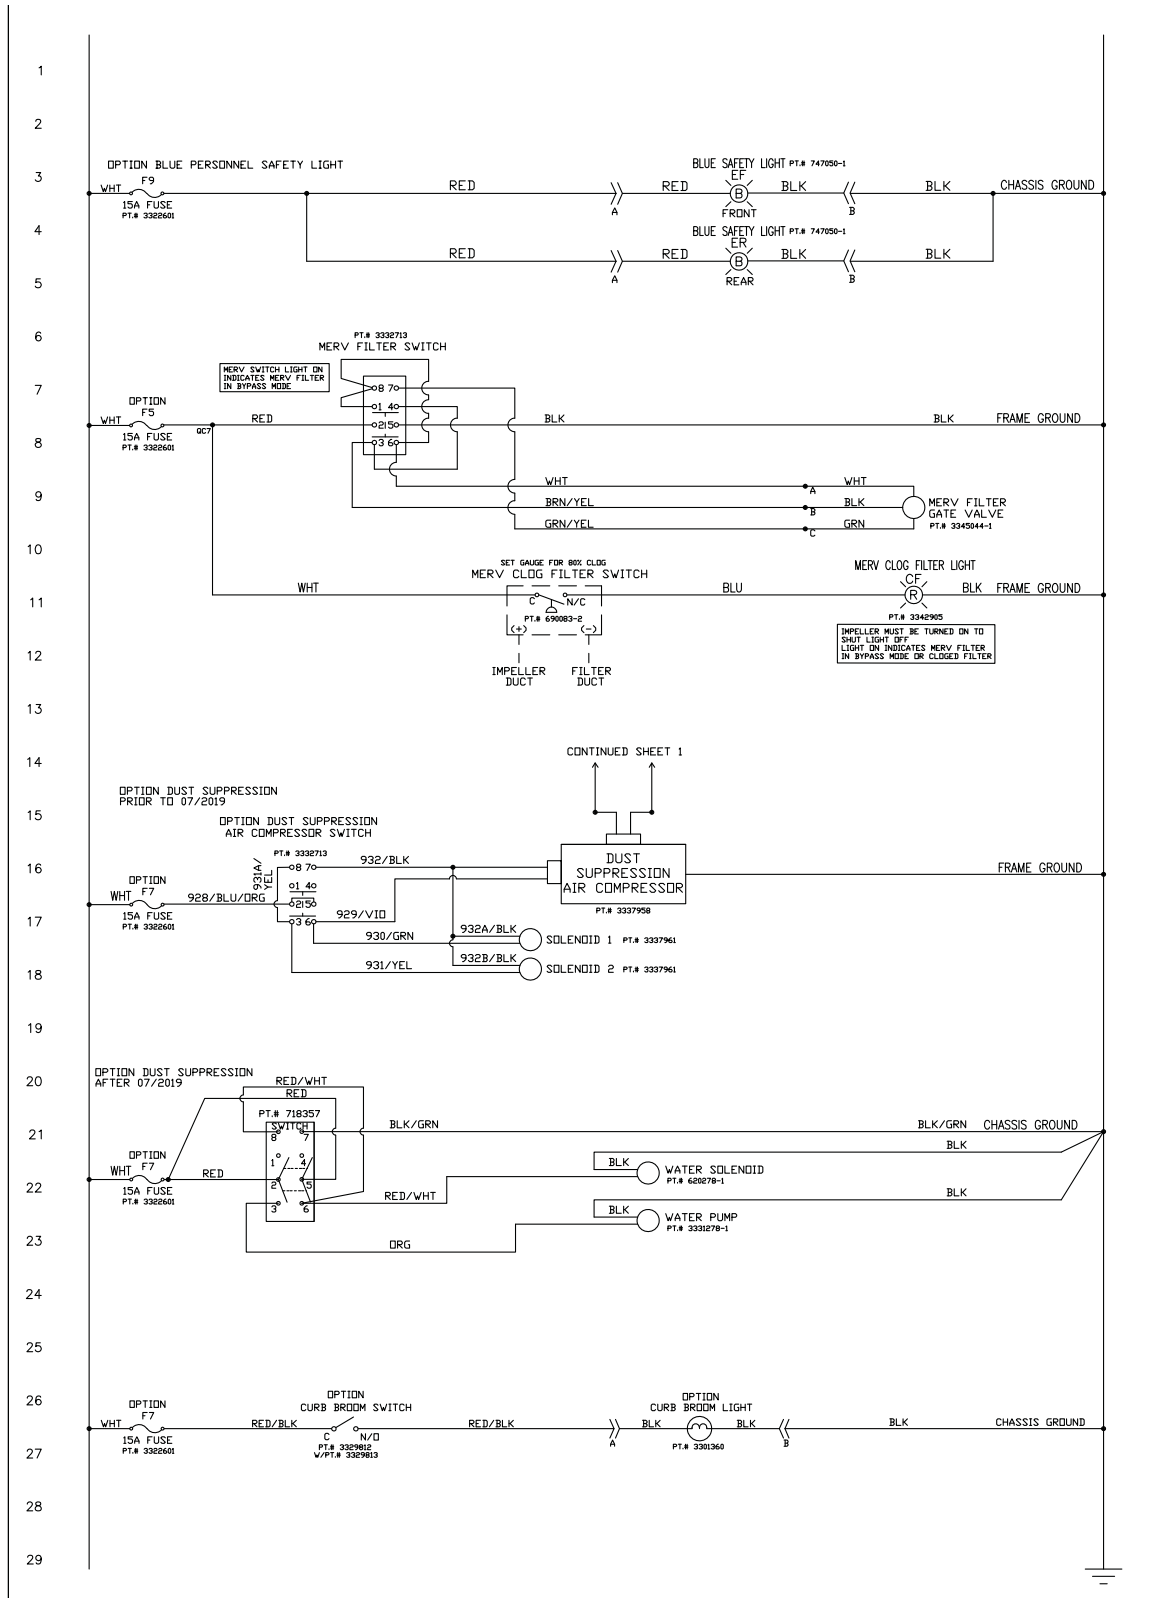 1
2
OPTION BLUE PERSONNEL SAFETY LIGHT
BLUE SAFETY LIGHT PT.# 747050-1
3
F9
EF
WHT
RED
RED
B
BLK
BLK
CHASSIS GROUND
15A FUSE
PT.# 3322601
A
FRONT
B
4
BLUE SAFETY LIGHT PT.# 747050-1
ER
RED
RED
B
BLK
BLK
5
A
REAR
B
6
PT.# 3332713
MERV FILTER SWITCH
MERV SWITCH LIGHT ON
INDICATES MERV FILTER
IN BYPASS MODE
7
8 7
OPTION
F5
1 4
WHT
RED
2 5
BLK
BLK
FRAME GROUND
15A FUSE
PT.# 3322601
QC7
8
3 6
9
WHT
A
WHT
BRN/YEL
B
BLK
MERV FILTER
GATE VALVE
PT.# 3345044-1
GRN/YEL
C
GRN
10
SET GAUGE FOR 80% CLOG
MERV CLOG FILTER SWITCH
MERV CLOG FILTER LIGHT
CF
WHT
BLU
R
BLK
FRAME GROUND
11
C
N/C
PT.# 690083-2
PT.# 3342905
(+)
(-)
IMPELLER MUST BE TURNED ON TO
SHUT LIGHT OFF
LIGHT ON INDICATES MERV FILTER
IN BYPASS MODE OR CLOGED FILTER
12
IMPELLER
DUCT
FILTER
DUCT
13
14
CONTINUED SHEET 1
OPTION DUST SUPPRESSION
PRIOR TO 07/2019
15
OPTION DUST SUPPRESSION
AIR COMPRESSOR SWITCH
PT.# 3332713
16
931A/
YEL
8 7
932/BLK
DUST
SUPPRESSION
AIR COMPRESSOR
FRAME GROUND
OPTION
F7
1 4
WHT
928/BLU/ORG
2 5
PT.# 3337958
15A FUSE
PT.# 3322601
17
3 6
929/VIO
930/GRN
932A/BLK
SOLENOID 1 PT.# 3337961
18
931/YEL
932B/BLK
SOLENOID 2 PT.# 3337961
19
20
OPTION DUST SUPPRESSION
AFTER 07/2019
RED/WHT
RED
PT.# 718357
SWITCH
21
8
7
BLK/GRN
BLK/GRN
CHASSIS GROUND
OPTION
F7
1
4
BLK
WHT
RED
BLK
WATER SOLENOID
PT.# 620278-1
22
15A FUSE
PT.# 3322601
2
5
RED/WHT
BLK
3
6
BLK
WATER PUMP
PT.# 3331278-1
23
ORG
24
25
26
OPTION
F7
OPTION
CURB BROOM SWITCH
OPTION
CURB BROOM LIGHT
WHT
RED/BLK
RED/BLK
BLK
BLK
BLK
CHASSIS GROUND
15A FUSE
PT.# 3322601
C
N/O
A
B
PT.# 3329812
W/PT.# 3329813
PT.# 3301360
27
28
29